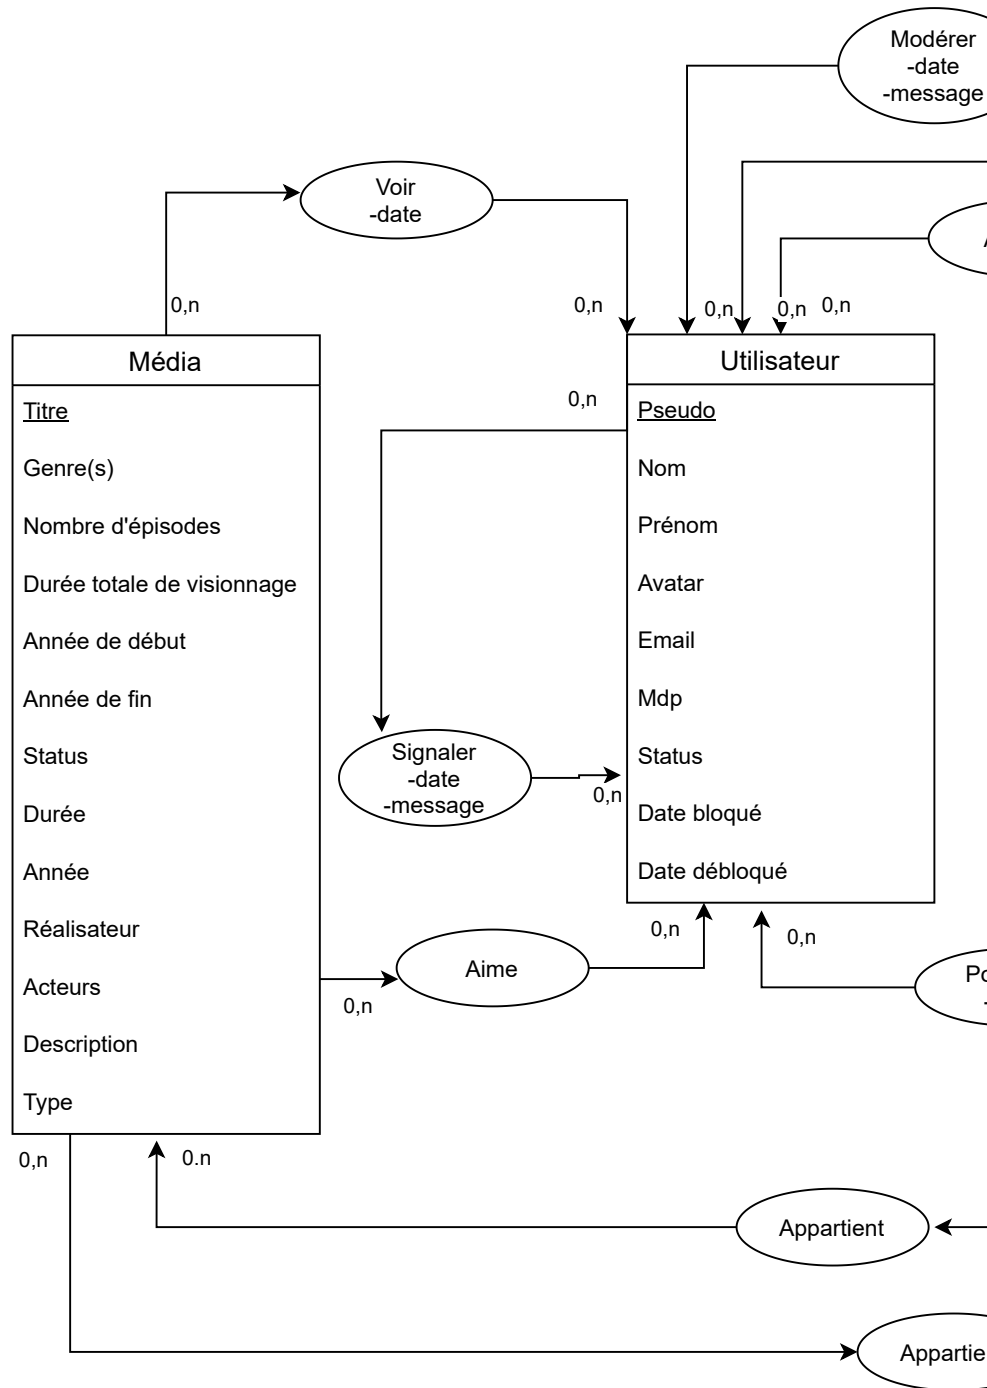 Modérer
-date
-message
Voir
-date
0,n
0,n
0,n
0,n
0,n
Média
Titre
Genre(s)
Nombre d'épisodes
Durée totale de visionnage
Année de début
Année de fin
Status
Durée
Année
Réalisateur
Acteurs
Description
Type
Utilisateur
Pseudo
Nom
Prénom
Avatar
Email
Mdp
Status
Date bloqué
Date débloqué
0,n
Signaler
-date
-message
0,n
Aime
0,n
0,n
0,n
0,n
0.n
Appartient